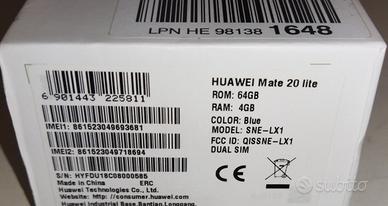 LPN HE 98138 1648
6 901443 225811
IMEI1: 861523049693681
IMEI2: 861523049718694
S/N: HYFDU18C08000585
Made in China ERC
Huawei Technologies Co., Ltd.
http://consumer.huawei.com
Huawei Industrial Base Bantian Longgang,
HUAWEI Mate 20 lite
ROM: 64GB
RAM: 4GB
COLOR: Blue
MODEL: SNE-LX1
FCC ID: QISSNE-LX1
DUAL SIM
subito